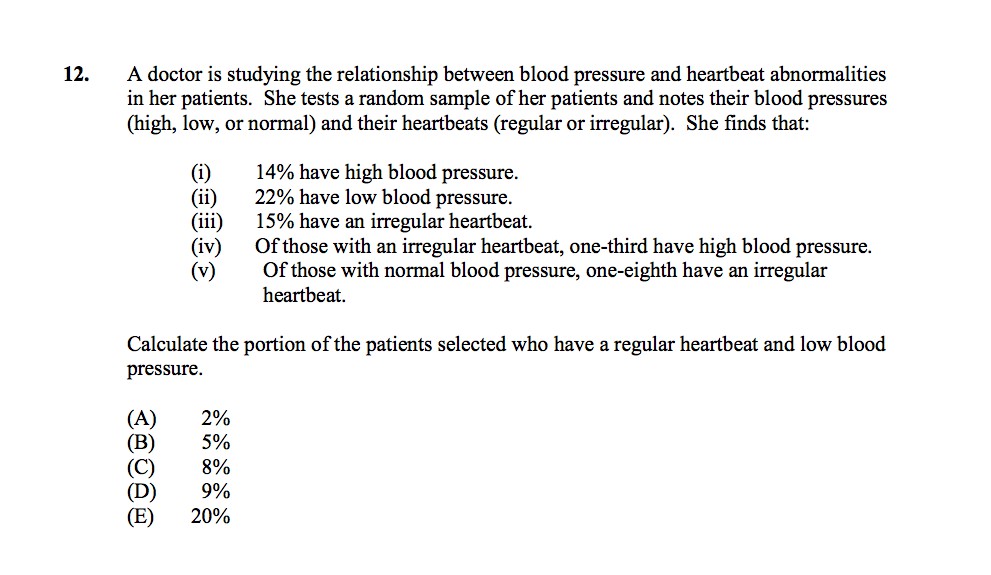 12. A doctor is studying the relationship between blood pressure and heartbeat abnormalities
in her patients. She tests a random sample of her patients and notes their blood pressures
(high, low, or normal) and their heartbeats (regular or irregular). She finds that:
(i) 14% have high blood pressure.
(ii) 22% have low blood pressure.
(iii) 15% have an irregular heartbeat.
(iv) Of those with an irregular heartbeat, one-third have high blood pressure.
(v) Of those with normal blood pressure, one-eighth have an irregular
heartbeat.
Calculate the portion of the patients selected who have a regular heartbeat and low blood
pressure.
(A) 2%
(B) 5%
(C) 8%
(D) 9%
(E) 20%